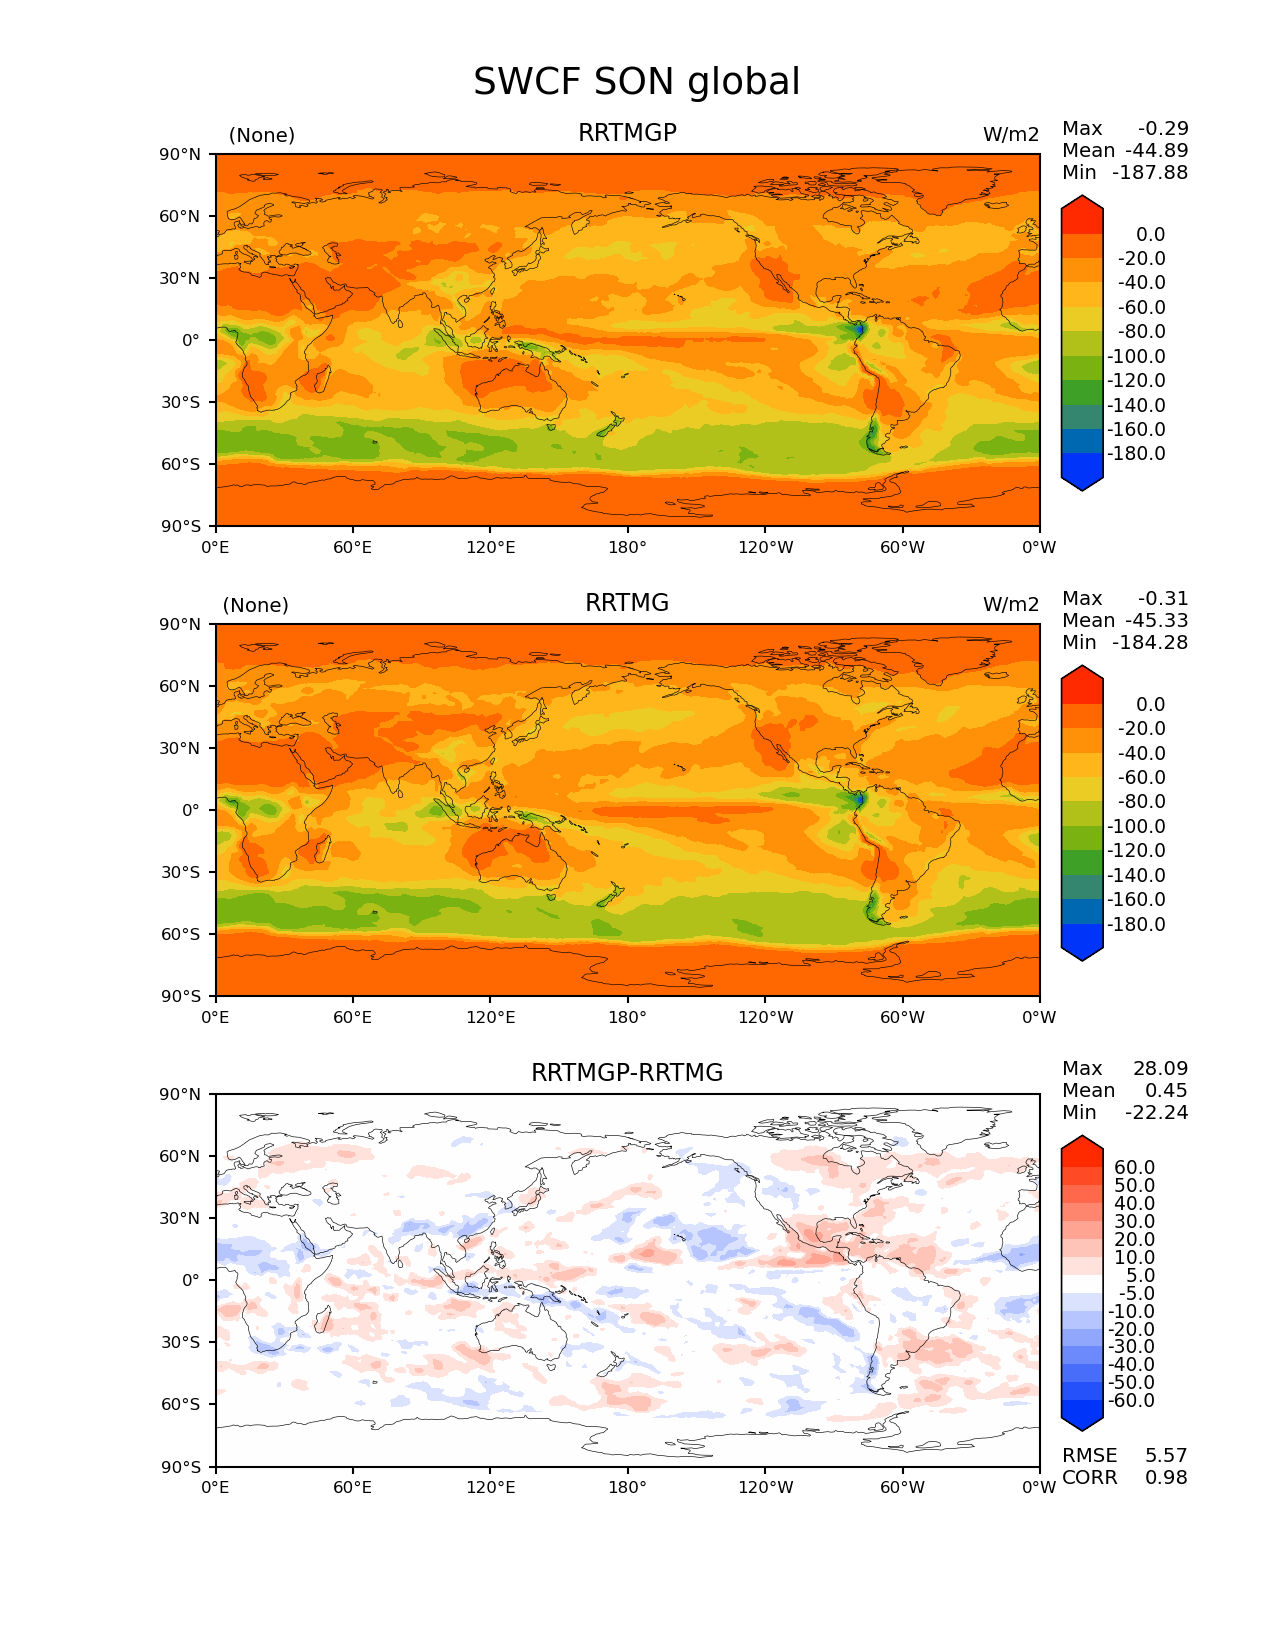 SWCF SON global
(None) RRTMGP W/m2
Max -0.29
Mean -44.89
Min -187.88
90°N
60°N
30°N
0°
30°S
60°S
90°S
0°E 60°E 120°E 180° 120°W 60°W 0°W
0.0
-20.0
-40.0
-60.0
-80.0
-100.0
-120.0
-140.0
-160.0
-180.0
(None) RRTMG W/m2
Max -0.31
Mean -45.33
Min -184.28
90°N
60°N
30°N
0°
30°S
60°S
90°S
0°E 60°E 120°E 180° 120°W 60°W 0°W
0.0
-20.0
-40.0
-60.0
-80.0
-100.0
-120.0
-140.0
-160.0
-180.0
RRTMGP-RRTMG
Max 28.09
Mean 0.45
Min -22.24
90°N
60°N
30°N
0°
30°S
60°S
90°S
0°E 60°E 120°E 180° 120°W 60°W 0°W
60.0
50.0
40.0
30.0
20.0
10.0
5.0
-5.0
-10.0
-20.0
-30.0
-40.0
-50.0
-60.0
RMSE 5.57
CORR 0.98